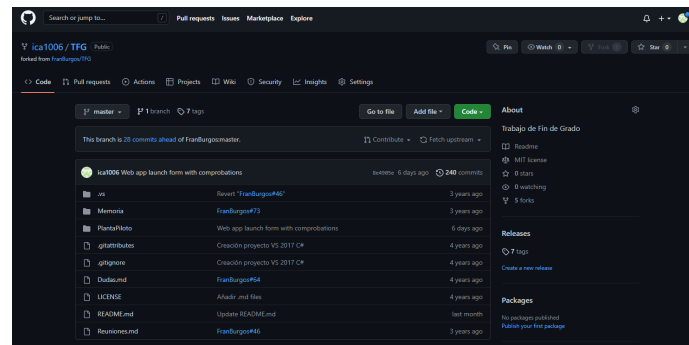 Search or jump to... /
Pull requests Issues Marketplace Explore
ica1006 / TFG Public
forked from FranBurgos/TFG
Pin Watch 0 Fork Star 0
Code Pull requests Actions Projects Wiki Security Insights Settings
master 1 branch 7 tags
Go to file Add file Code
This branch is 28 commits ahead of FranBurgos:master.
Contribute Fetch upstream
ica1006 Web app launch form with comprobations 6 days ago 240 commits
.vs Revert "FranBurgos#46" 3 years ago
Memoria FranBurgos#73 3 years ago
PlantaPiloto Web app launch form with comprobations 6 days ago
.gitattributes Creación proyecto VS 2017 C# 4 years ago
.gitignore Creación proyecto VS 2017 C# 4 years ago
Dudas.md FranBurgos#64 3 years ago
LICENSE Añadir .md files 4 years ago
README.md Update README.md last month
Reuniones.md FranBurgos#46 3 years ago
About
Trabajo de Fin de Grado
Readme
MIT license
0 stars
0 watching
5 forks
Releases
7 tags
Create a new release
Packages
No packages published
Publish your first package